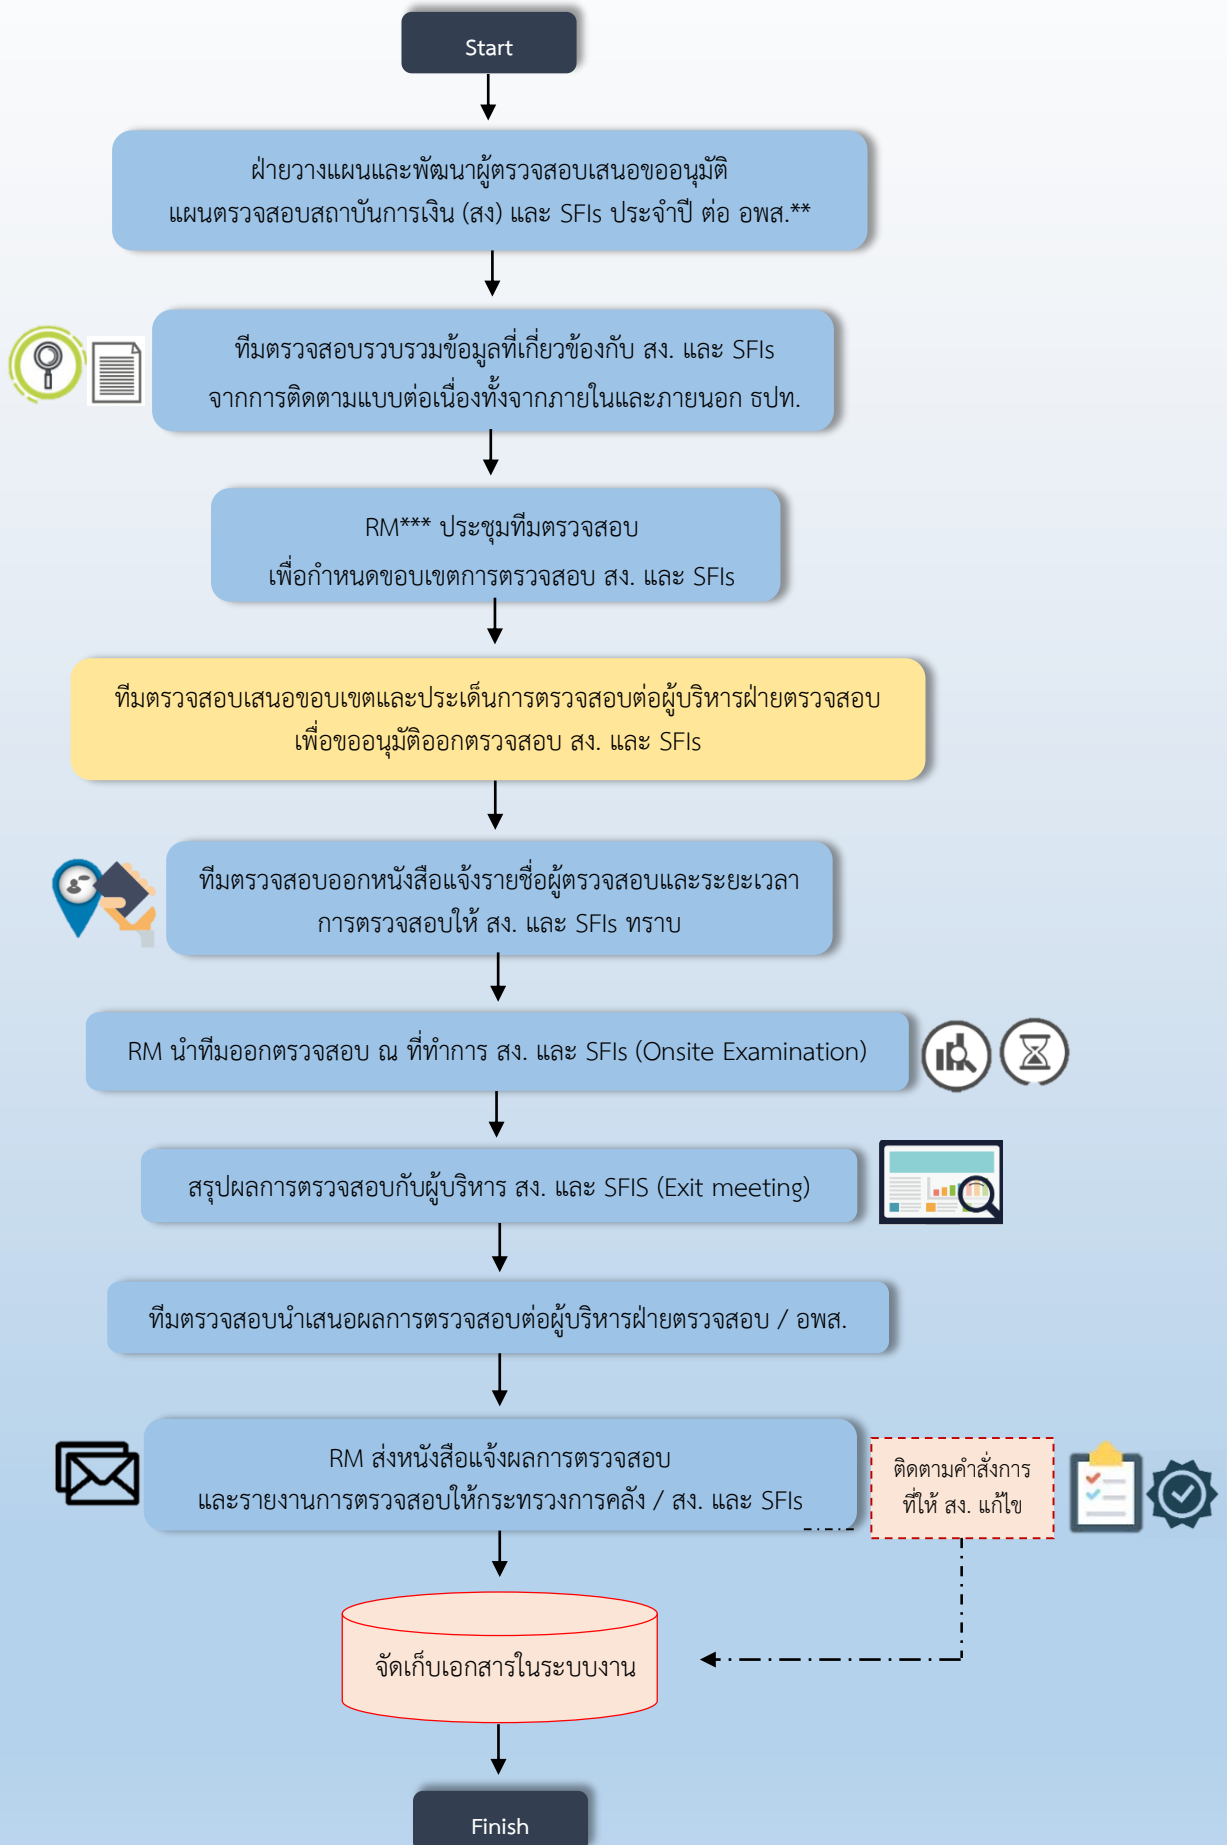 Start
ฝ่ายวางแผนและพัฒนาผู้ตรวจสอบเสนอขออนุมัติ
แผนตรวจสอบสถาบันการเงิน (สง) และ SFIs ประจำปี ต่อ อพส.**
ทีมตรวจสอบรวบรวมข้อมูลที่เกี่ยวข้องกับ สง. และ SFIs
จากการติดตามแบบต่อเนื่องทั้งจากภายในและภายนอก ธปท.
RM*** ประชุมทีมตรวจสอบ
เพื่อกำหนดขอบเขตการตรวจสอบ สง. และ SFIs
ทีมตรวจสอบเสนอขอบเขตและประเด็นการตรวจสอบต่อผู้บริหารฝ่ายตรวจสอบ
เพื่อขออนุมัติออกตรวจสอบ สง. และ SFIs
ทีมตรวจสอบออกหนังสือแจ้งรายชื่อผู้ตรวจสอบและระยะเวลา
การตรวจสอบให้ สง. และ SFIs ทราบ
RM นำทีมออกตรวจสอบ ณ ที่ทำการ สง. และ SFIs (Onsite Examination)
สรุปผลการตรวจสอบกับผู้บริหาร สง. และ SFIS (Exit meeting)
ทีมตรวจสอบนำเสนอผลการตรวจสอบต่อผู้บริหารฝ่ายตรวจสอบ / อพส.
RM ส่งหนังสือแจ้งผลการตรวจสอบ
และรายงานการตรวจสอบให้กระทรวงการคลัง / สง. และ SFIs
ติดตามคำสั่งการ
ที่ให้ สง. แก้ไข
จัดเก็บเอกสารในระบบงาน
Finish